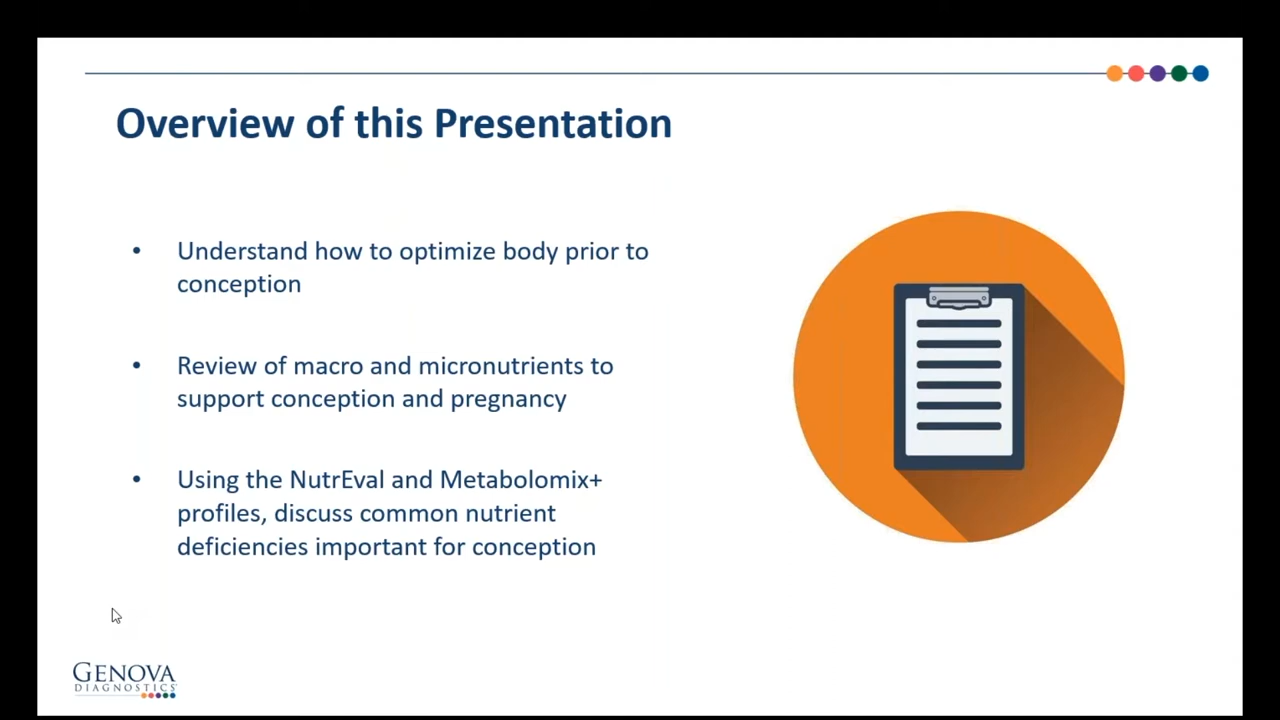 Overview of this Presentation
• Understand how to optimize body prior to
conception
• Review of macro and micronutrients to
support conception and pregnancy
• Using the NutrEval and Metabolomix+
profiles, discuss common nutrient
deficiencies important for conception
GENOVA
DIAGNOSTICS